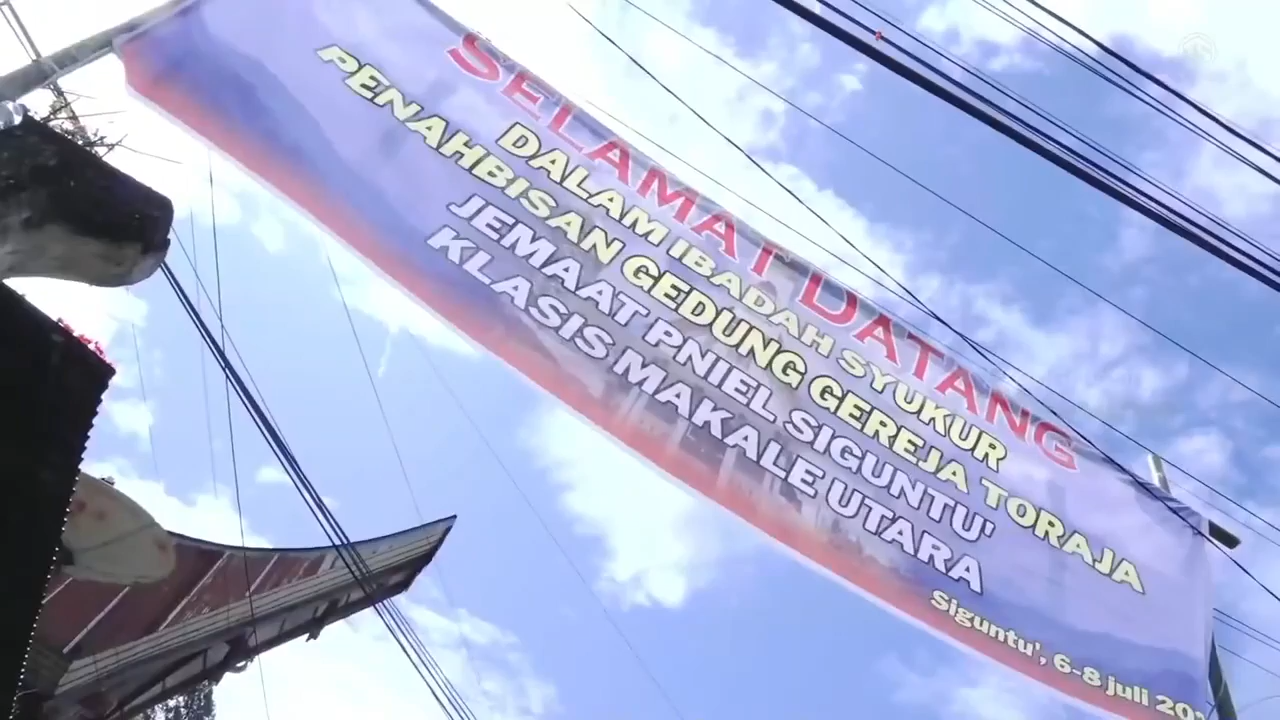 SELAMAT DATANG
DALAM IBADAH SYUKUR
PENAHBISAN GEDUNG GEREJA TORAJA
JEMAAT PNIEL SIGUNTU'
KLASIS MAKALE UTARA
Siguntu', 6-8 juli